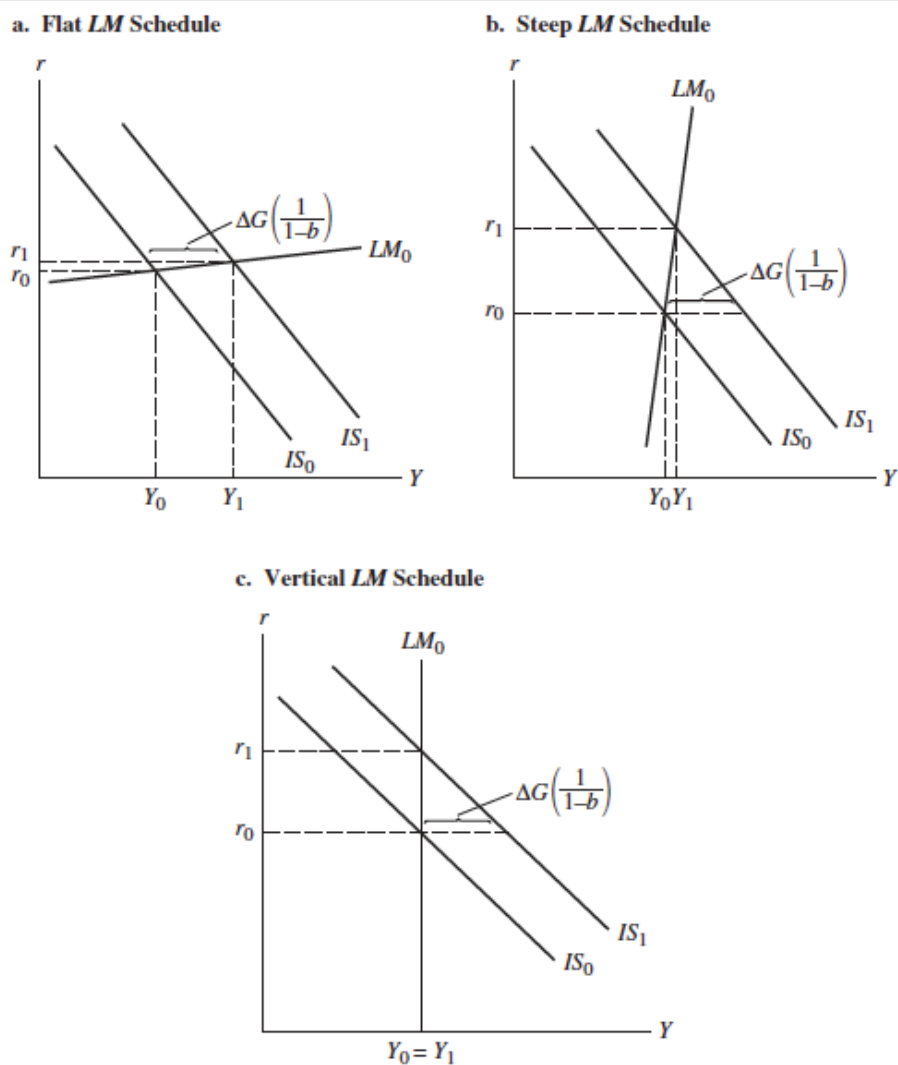 a. Flat LM Schedule
r
ΔG(1/1–b)
LM₀
r₁
r₀
IS₁
IS₀
Y
Y₀ Y₁
b. Steep LM Schedule
r
LM₀
r₁
ΔG(1/1–b)
r₀
IS₁
IS₀
Y
Y₀Y₁
c. Vertical LM Schedule
r
LM₀
r₁
ΔG(1/1–b)
r₀
IS₁
IS₀
Y
Y₀ = Y₁